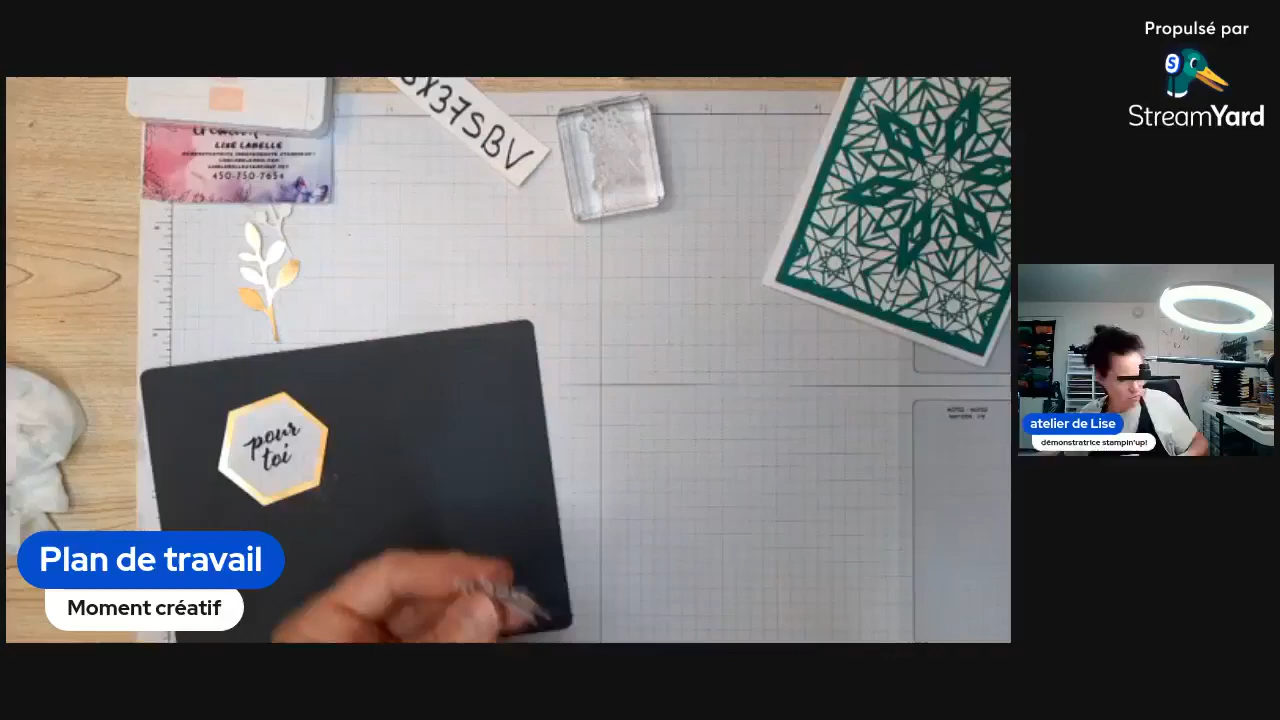 Propulsé par
StreamYard
LISE LABELLE
450-750-7654
X37SBV
pour
toi
atelier de Lise
démonstratrice stampin'up!
Plan de travail
Moment créatif